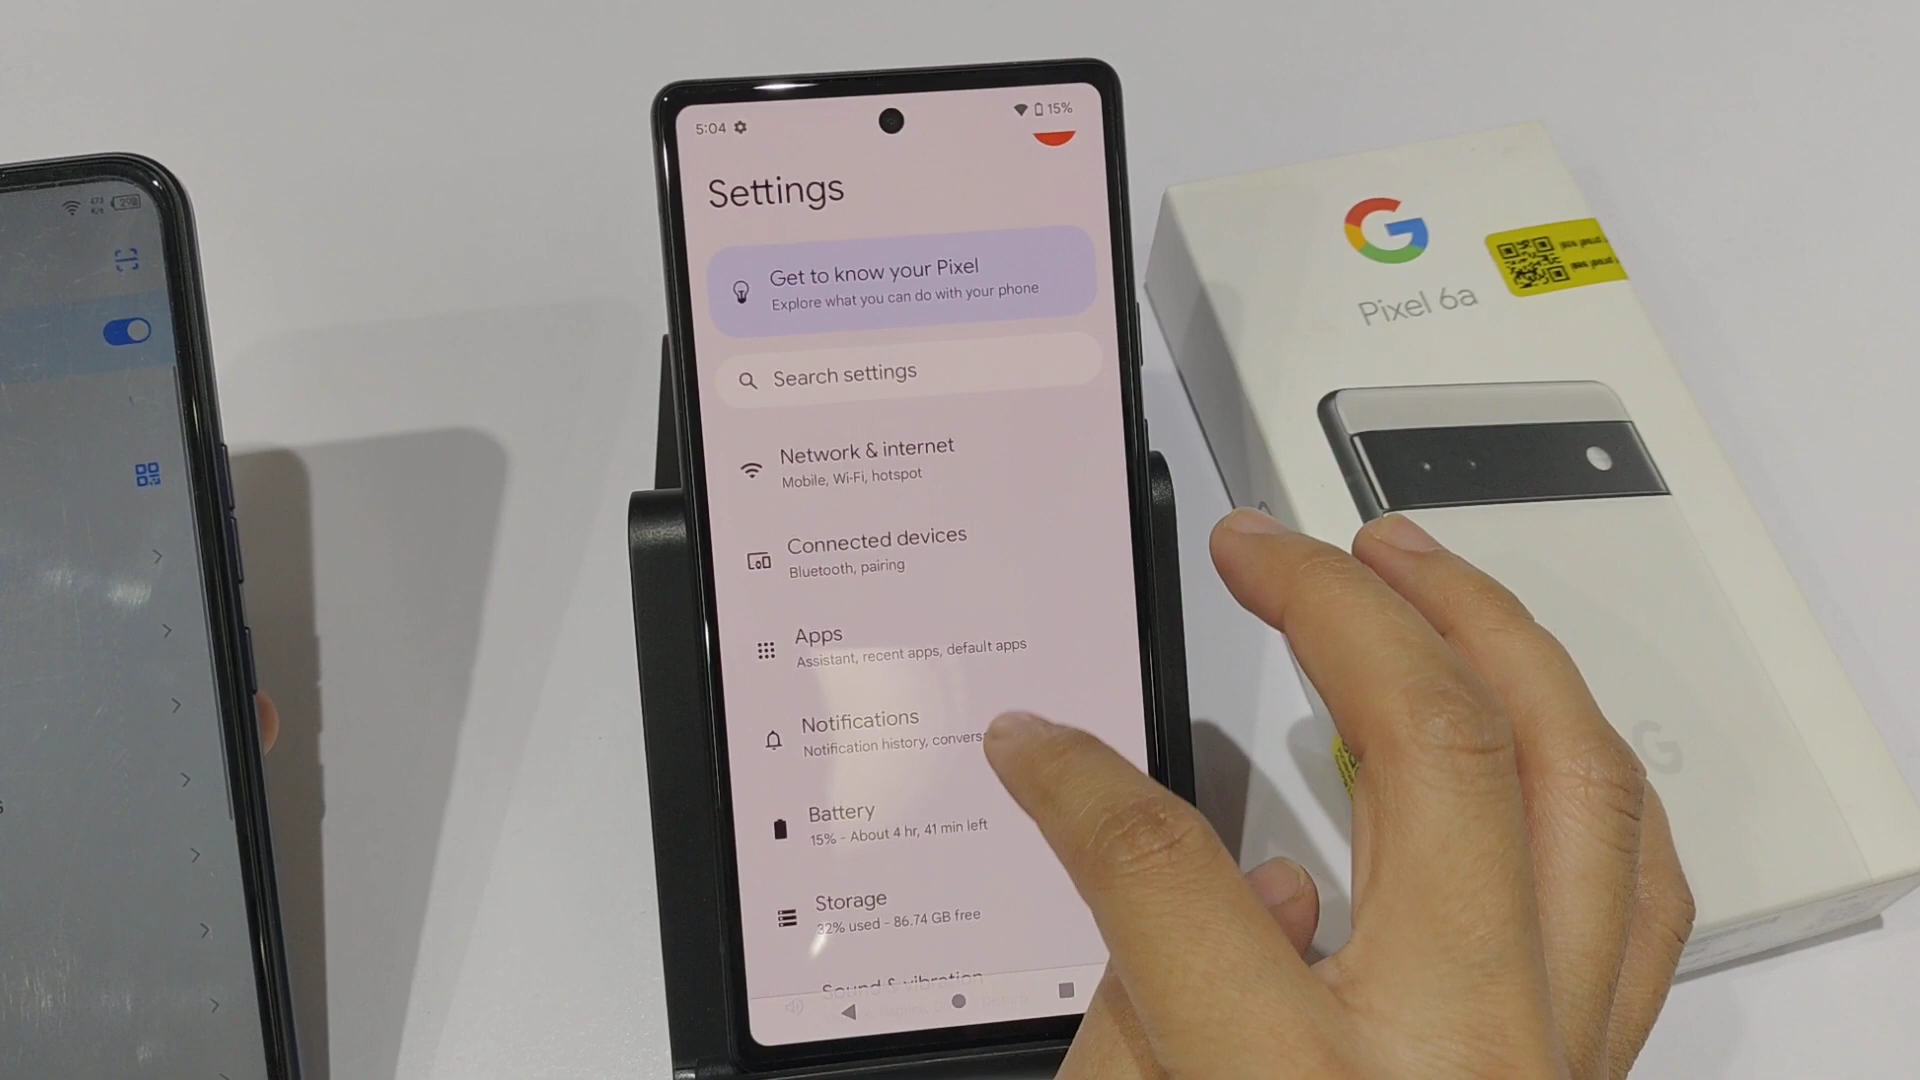 5:04
15%
Settings
Get to know your Pixel
Explore what you can do with your phone
Search settings
Network & internet
Mobile, Wi-Fi, hotspot
Connected devices
Bluetooth, pairing
Apps
Assistant, recent apps, default apps
Notifications
Notification history, convers
Battery
15% - About 4 hr, 41 min left
Storage
32% used - 86.74 GB free
Sound & vibration
G
Pixel 6a
G